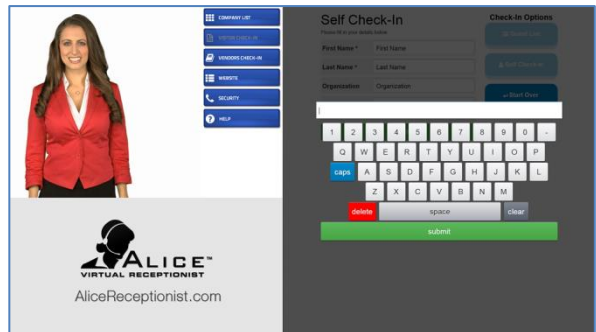 COMPANY LIST
VISITOR CHECK-IN
VENDORS CHECK-IN
WEBSITE
SECURITY
HELP
ALICE™
VIRTUAL RECEPTIONIST
AliceReceptionist.com
Self Check-In
Please fill in your details below
First Name * First Name
Last Name * Last Name
Organization Organization
Check-In Options
Start Over
1 2 3 4 5 6 7 8 9 0 -
Q W E R T Y U I O P
caps A S D F G H J K L
Z X C V B N M
delete space clear
submit